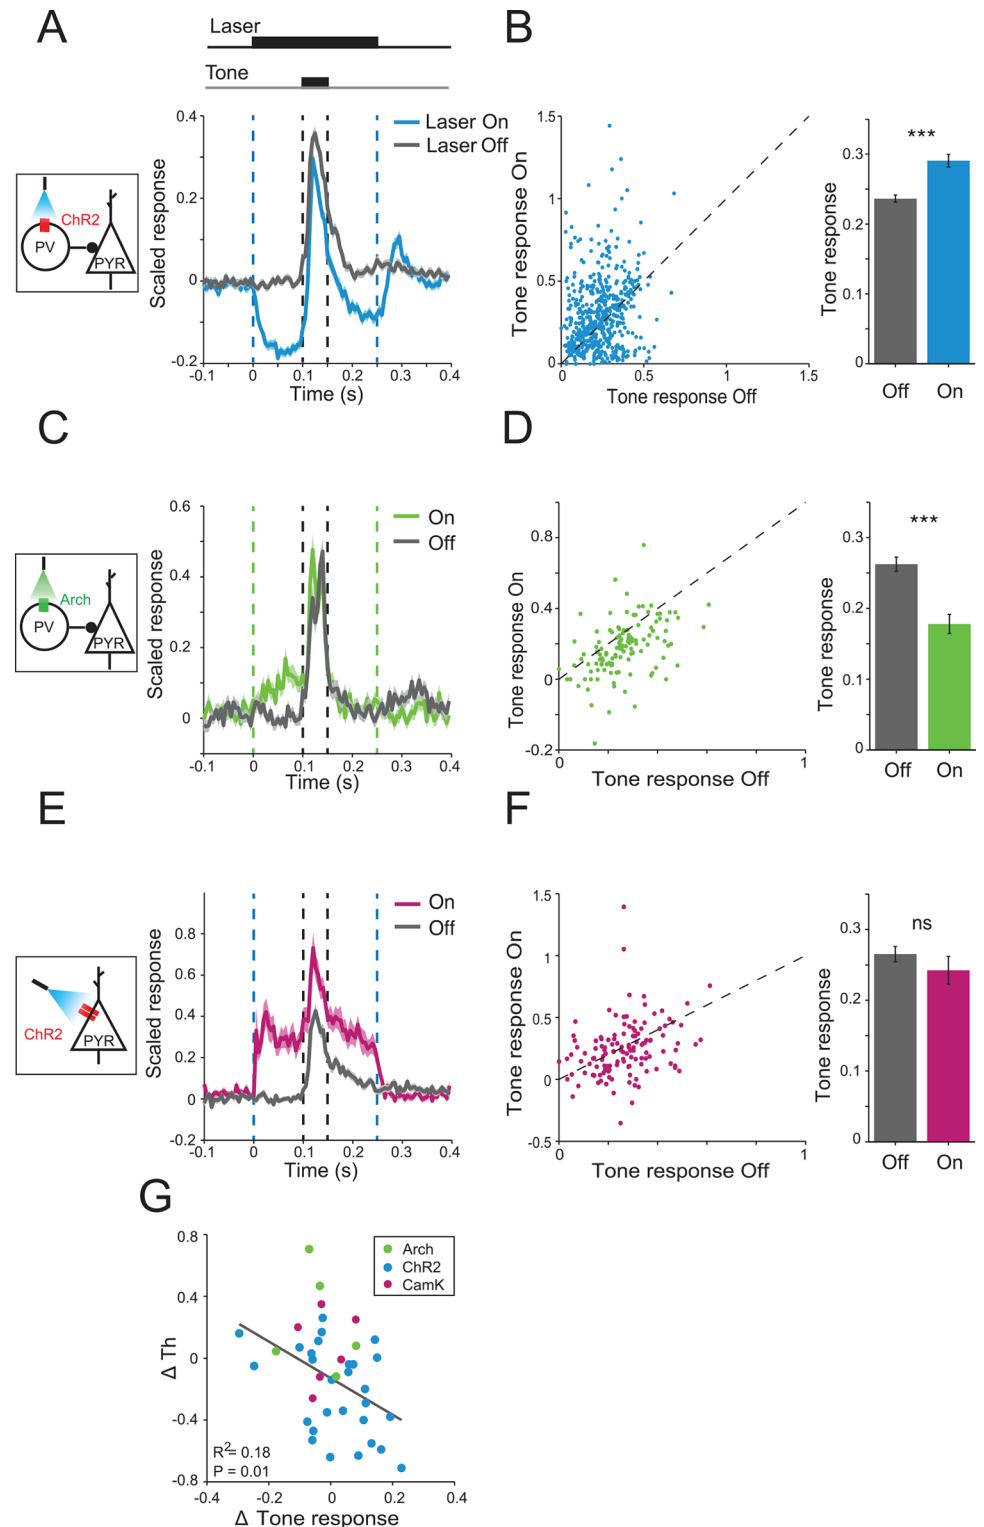 A
Laser
Tone
Laser On
Laser Off
ChR2
PV
PYR
Scaled response
0.4
0.2
0
-0.2
-0.1 0 0.1 0.2 0.3 0.4
Time (s)
B
Tone response On
1.5
1
0.5
0
0 0.5 1 1.5
Tone response Off
***
Tone response
0.3
0.2
0.1
0
Off On
C
On
Off
Arch
PV
PYR
Scaled response
0.6
0.4
0.2
0
-0.1 0 0.1 0.2 0.3 0.4
Time (s)
D
Tone response On
0.8
0.4
0
-0.2
0 1
Tone response Off
***
Tone response
0.3
0.2
0.1
0
Off On
E
On
Off
ChR2
PYR
Scaled response
0.8
0.6
0.4
0.2
0
-0.2
-0.1 0 0.1 0.2 0.3 0.4
Time (s)
F
Tone response On
1.5
1
0.5
0
-0.5
0 1
Tone response Off
ns
Tone response
0.3
0.2
0.1
0
Off On
G
Δ Th
0.8
0.4
0
-0.4
-0.8
Arch
ChR2
CamK
R²= 0.18
P = 0.01
-0.4 -0.2 0 0.2 0.4
Δ Tone response